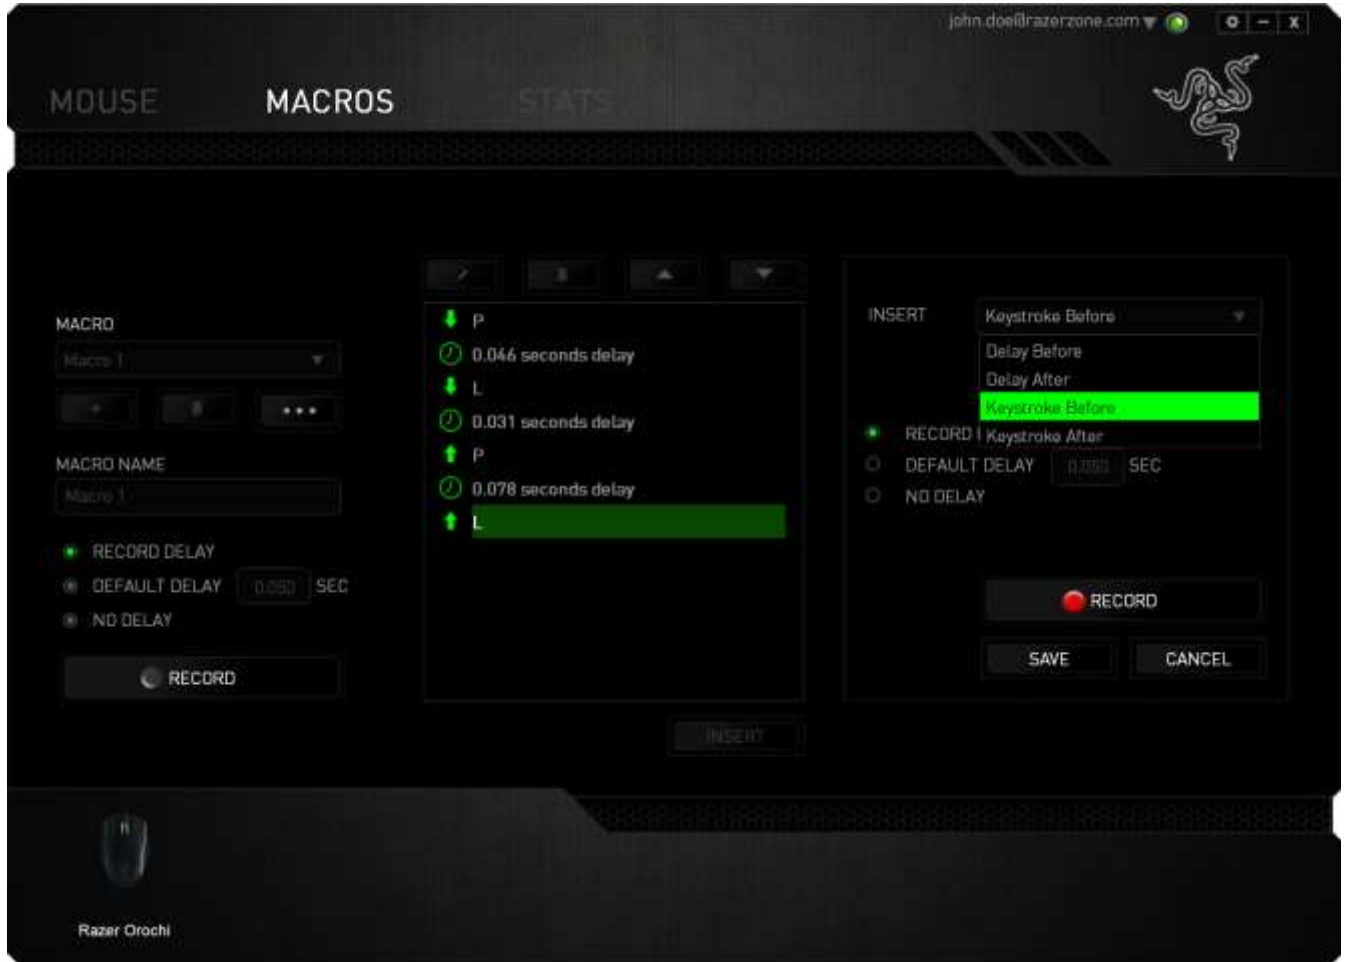 john.doe@razerzone.com
MOUSE MACROS STATS
MACRO
Macro 1
MACRO NAME
Macro 1
RECORD DELAY
DEFAULT DELAY 0.050 SEC
NO DELAY
RECORD
P
0.046 seconds delay
L
0.031 seconds delay
P
0.078 seconds delay
L
INSERT
INSERT Keystroke Before
Delay Before
Delay After
Keystroke Before
Keystroke After
RECORD
DEFAULT DELAY 0.050 SEC
NO DELAY
RECORD
SAVE CANCEL
Razer Orochi